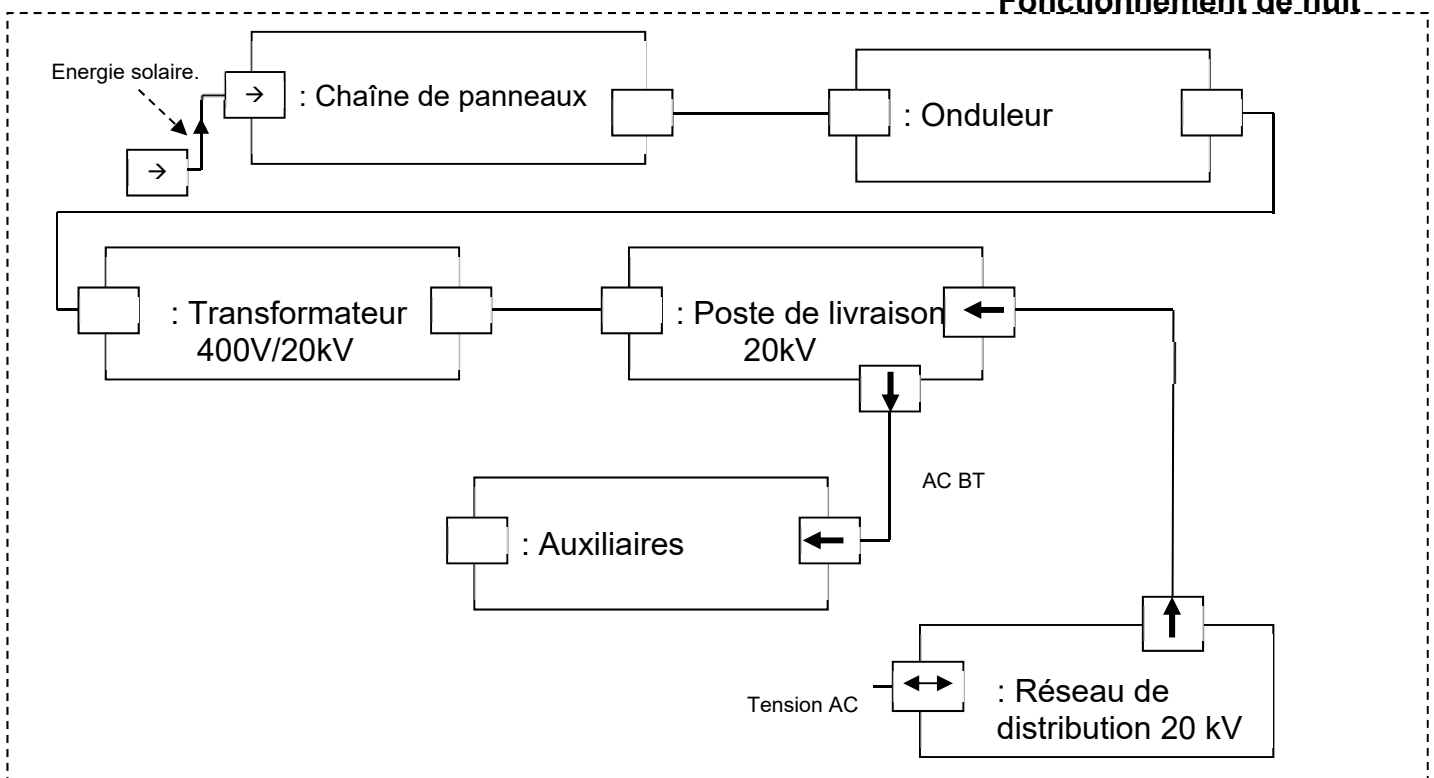 Fonctionnement de nuit
Energie solaire.
: Chaîne de panneaux
: Onduleur
: Transformateur
400V/20kV
: Poste de livraison
20kV
AC BT
: Auxiliaires
Tension AC
: Réseau de
distribution 20 kV